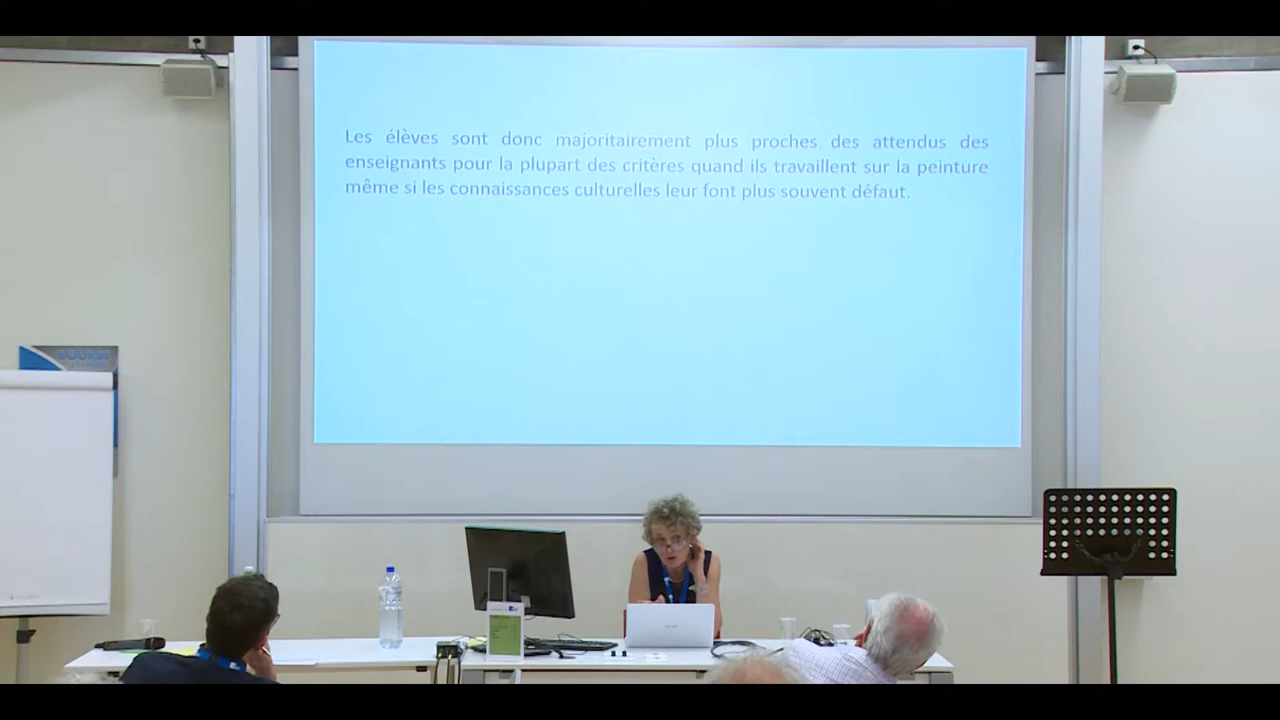 Les élèves sont donc majoritairement plus proches des attendus des
enseignants pour la plupart des critères quand ils travaillent sur la peinture
même si les connaissances culturelles leur font plus souvent défaut.
BOURSE